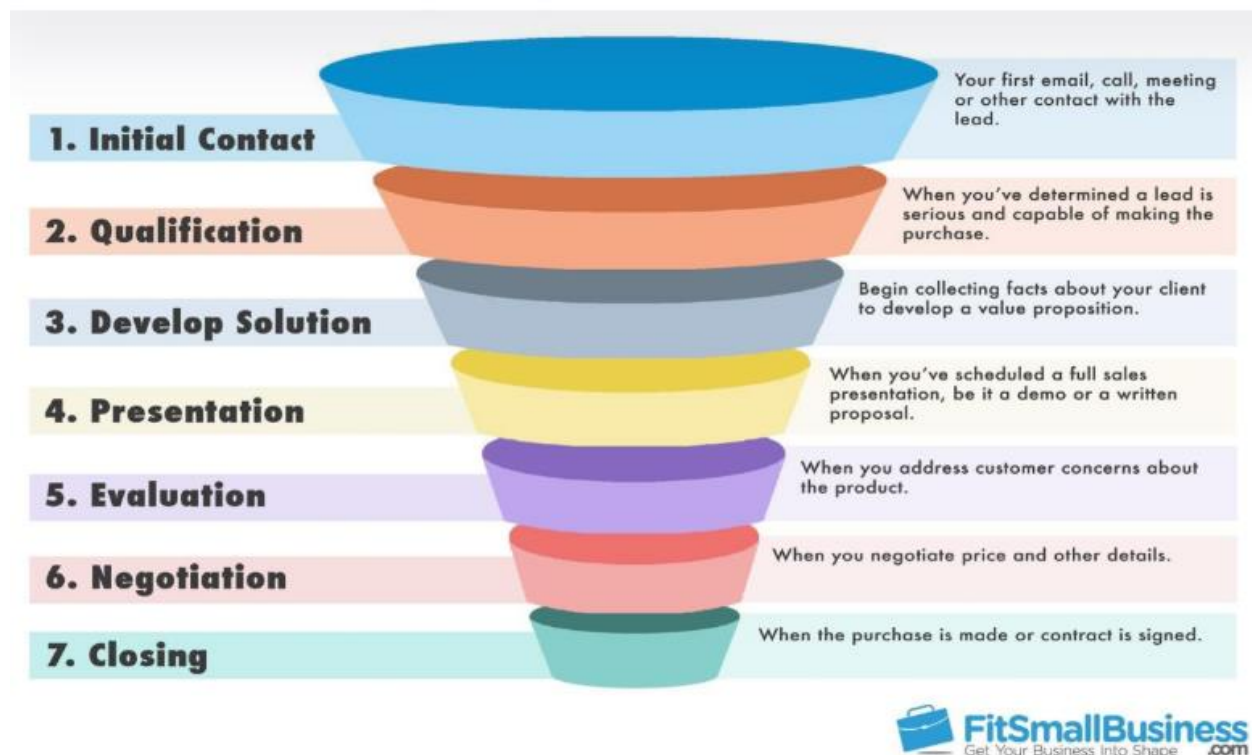 1. Initial Contact
Your first email, call, meeting
or other contact with the
lead.
2. Qualification
When you've determined a lead is
serious and capable of making the
purchase.
3. Develop Solution
Begin collecting facts about your client
to develop a value proposition.
4. Presentation
When you've scheduled a full sales
presentation, be it a demo or a written
proposal.
5. Evaluation
When you address customer concerns about
the product.
6. Negotiation
When you negotiate price and other details.
7. Closing
When the purchase is made or contract is signed.
FitSmallBusiness
Get Your Business Into Shape .com